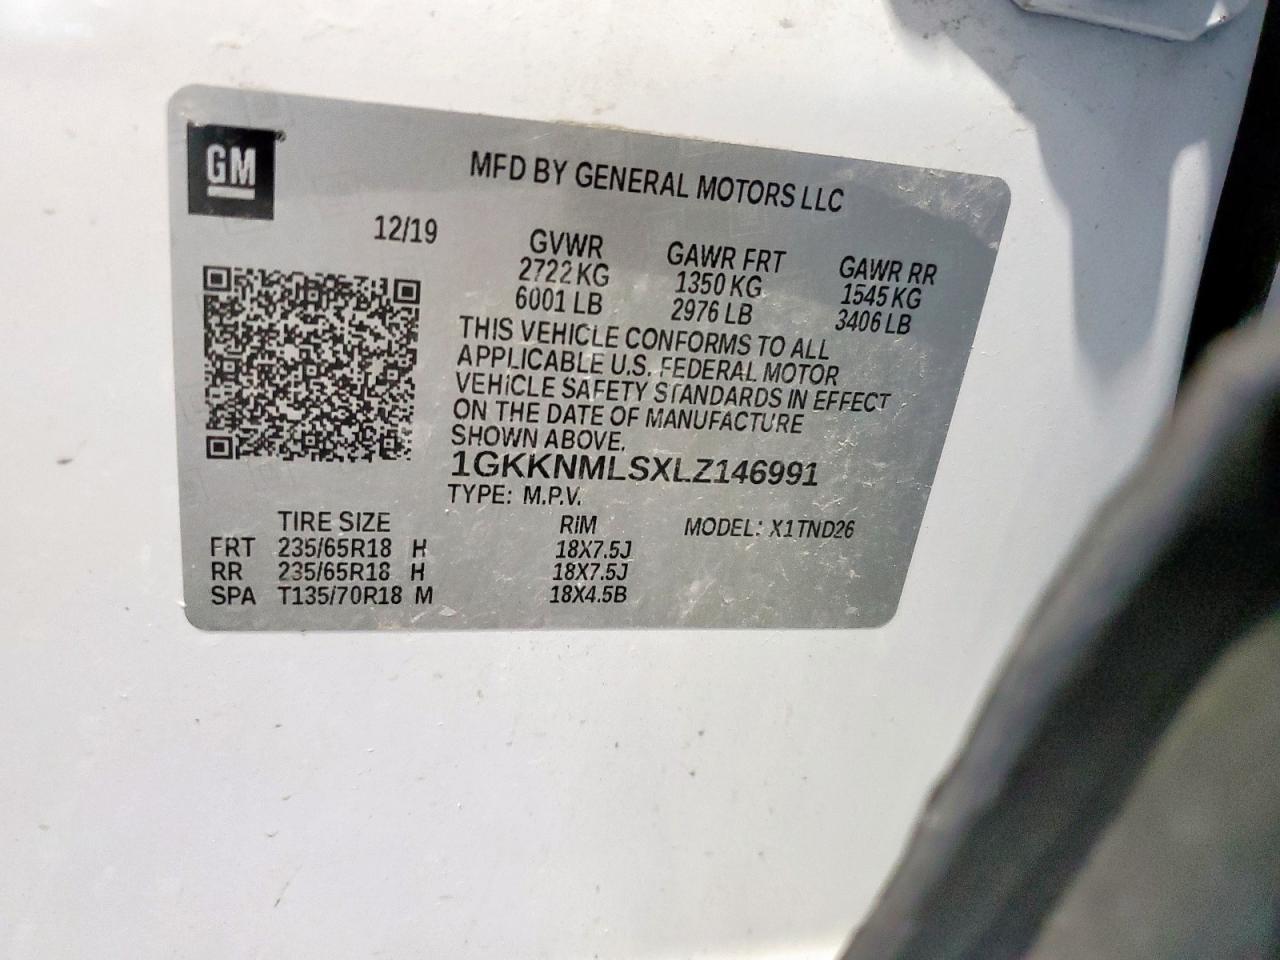 GM
MFD BY GENERAL MOTORS LLC
12/19
GVWR GAWR FRT GAWR RR
2722 KG 1350 KG 1545 KG
6001 LB 2976 LB 3406 LB
THIS VEHICLE CONFORMS TO ALL
APPLICABLE U.S. FEDERAL MOTOR
VEHICLE SAFETY STANDARDS IN EFFECT
ON THE DATE OF MANUFACTURE
SHOWN ABOVE.
1GKKNMLSXLZ146991
TYPE: M.P.V.
TIRE SIZE RIM MODEL: X1TND26
FRT 235/65R18 H 18X7.5J
RR 235/65R18 H 18X7.5J
SPA T135/70R18 M 18X4.5B